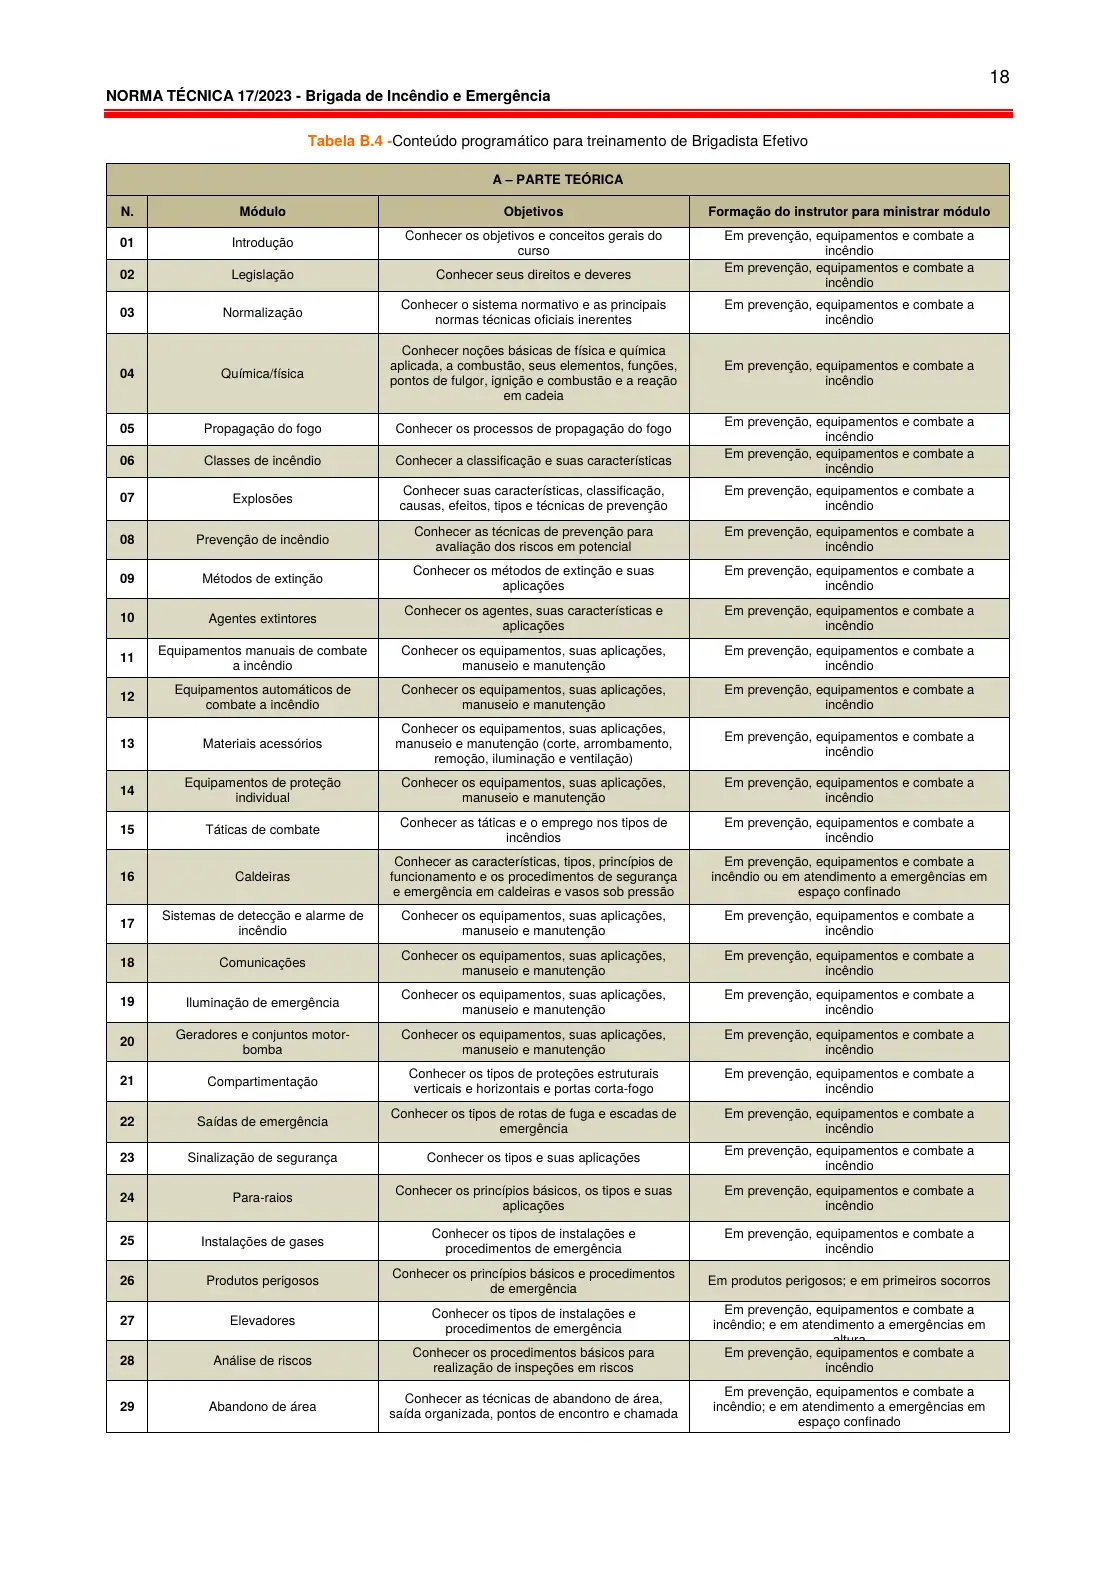 18
NORMA TÉCNICA 17/2023 - Brigada de Incêndio e Emergência
Tabela B.4 -Conteúdo programático para treinamento de Brigadista Efetivo
A – PARTE TEÓRICA
N. Módulo Objetivos Formação do instrutor para ministrar módulo
01 Introdução Conhecer os objetivos e conceitos gerais do
curso Em prevenção, equipamentos e combate a
incêndio
02 Legislação Conhecer seus direitos e deveres Em prevenção, equipamentos e combate a
incêndio
03 Normalização Conhecer o sistema normativo e as principais
normas técnicas oficiais inerentes Em prevenção, equipamentos e combate a
incêndio
04 Química/física Conhecer noções básicas de física e química
aplicada, a combustão, seus elementos, funções,
pontos de fulgor, ignição e combustão e a reação
em cadeia Em prevenção, equipamentos e combate a
incêndio
05 Propagação do fogo Conhecer os processos de propagação do fogo Em prevenção, equipamentos e combate a
incêndio
06 Classes de incêndio Conhecer a classificação e suas características Em prevenção, equipamentos e combate a
incêndio
07 Explosões Conhecer suas características, classificação,
causas, efeitos, tipos e técnicas de prevenção Em prevenção, equipamentos e combate a
incêndio
08 Prevenção de incêndio Conhecer as técnicas de prevenção para
avaliação dos riscos em potencial Em prevenção, equipamentos e combate a
incêndio
09 Métodos de extinção Conhecer os métodos de extinção e suas
aplicações Em prevenção, equipamentos e combate a
incêndio
10 Agentes extintores Conhecer os agentes, suas características e
aplicações Em prevenção, equipamentos e combate a
incêndio
11 Equipamentos manuais de combate
a incêndio Conhecer os equipamentos, suas aplicações,
manuseio e manutenção Em prevenção, equipamentos e combate a
incêndio
12 Equipamentos automáticos de
combate a incêndio Conhecer os equipamentos, suas aplicações,
manuseio e manutenção Em prevenção, equipamentos e combate a
incêndio
13 Materiais acessórios Conhecer os equipamentos, suas aplicações,
manuseio e manutenção (corte, arrombamento,
remoção, iluminação e ventilação) Em prevenção, equipamentos e combate a
incêndio
14 Equipamentos de proteção
individual Conhecer os equipamentos, suas aplicações,
manuseio e manutenção Em prevenção, equipamentos e combate a
incêndio
15 Táticas de combate Conhecer as táticas e o emprego nos tipos de
incêndios Em prevenção, equipamentos e combate a
incêndio
16 Caldeiras Conhecer as características, tipos, princípios de
funcionamento e os procedimentos de segurança
e emergência em caldeiras e vasos sob pressão Em prevenção, equipamentos e combate a
incêndio ou em atendimento a emergências em
espaço confinado
17 Sistemas de detecção e alarme de
incêndio Conhecer os equipamentos, suas aplicações,
manuseio e manutenção Em prevenção, equipamentos e combate a
incêndio
18 Comunicações Conhecer os equipamentos, suas aplicações,
manuseio e manutenção Em prevenção, equipamentos e combate a
incêndio
19 Iluminação de emergência Conhecer os equipamentos, suas aplicações,
manuseio e manutenção Em prevenção, equipamentos e combate a
incêndio
20 Geradores e conjuntos motor-
bomba Conhecer os equipamentos, suas aplicações,
manuseio e manutenção Em prevenção, equipamentos e combate a
incêndio
21 Compartimentação Conhecer os tipos de proteções estruturais
verticais e horizontais e portas corta-fogo Em prevenção, equipamentos e combate a
incêndio
22 Saídas de emergência Conhecer os tipos de rotas de fuga e escadas de
emergência Em prevenção, equipamentos e combate a
incêndio
23 Sinalização de segurança Conhecer os tipos e suas aplicações Em prevenção, equipamentos e combate a
incêndio
24 Para-raios Conhecer os princípios básicos, os tipos e suas
aplicações Em prevenção, equipamentos e combate a
incêndio
25 Instalações de gases Conhecer os tipos de instalações e
procedimentos de emergência Em prevenção, equipamentos e combate a
incêndio
26 Produtos perigosos Conhecer os princípios básicos e procedimentos
de emergência Em produtos perigosos; e em primeiros socorros
27 Elevadores Conhecer os tipos de instalações e
procedimentos de emergência Em prevenção, equipamentos e combate a
incêndio; e em atendimento a emergências em
altura
28 Análise de riscos Conhecer os procedimentos básicos para
realização de inspeções em riscos Em prevenção, equipamentos e combate a
incêndio
29 Abandono de área Conhecer as técnicas de abandono de área,
saída organizada, pontos de encontro e chamada Em prevenção, equipamentos e combate a
incêndio; e em atendimento a emergências em
espaço confinado